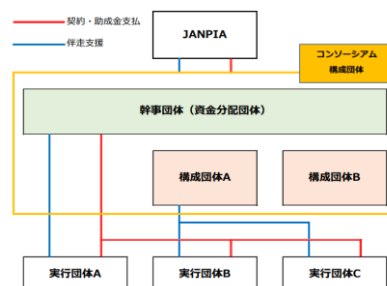 契約・助成金支払
伴走支援
JANPIA
コンソーシアム
構成団体
幹事団体（資金分配団体）
構成団体A
構成団体B
実行団体A
実行団体B
実行団体C